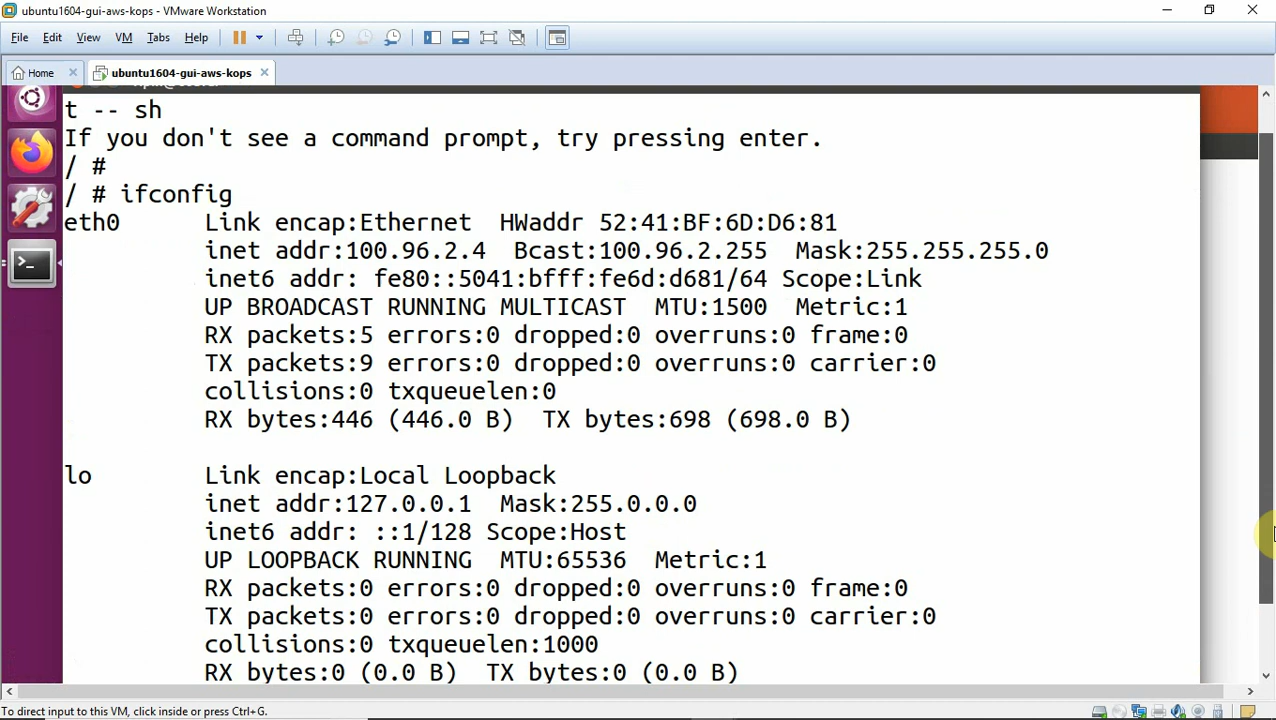 ubuntu1604-gui-aws-kops - VMware Workstation
File Edit View VM Tabs Help
Home ubuntu1604-gui-aws-kops
t -- sh
If you don't see a command prompt, try pressing enter.
/ #
/ # ifconfig
eth0 Link encap:Ethernet HWaddr 52:41:BF:6D:D6:81
inet addr:100.96.2.4 Bcast:100.96.2.255 Mask:255.255.255.0
inet6 addr: fe80::5041:bfff:fe6d:d681/64 Scope:Link
UP BROADCAST RUNNING MULTICAST MTU:1500 Metric:1
RX packets:5 errors:0 dropped:0 overruns:0 frame:0
TX packets:9 errors:0 dropped:0 overruns:0 carrier:0
collisions:0 txqueuelen:0
RX bytes:446 (446.0 B) TX bytes:698 (698.0 B)
lo Link encap:Local Loopback
inet addr:127.0.0.1 Mask:255.0.0.0
inet6 addr: ::1/128 Scope:Host
UP LOOPBACK RUNNING MTU:65536 Metric:1
RX packets:0 errors:0 dropped:0 overruns:0 frame:0
TX packets:0 errors:0 dropped:0 overruns:0 carrier:0
collisions:0 txqueuelen:1000
RX bytes:0 (0.0 B) TX bytes:0 (0.0 B)
To direct input to this VM, click inside or press Ctrl+G.